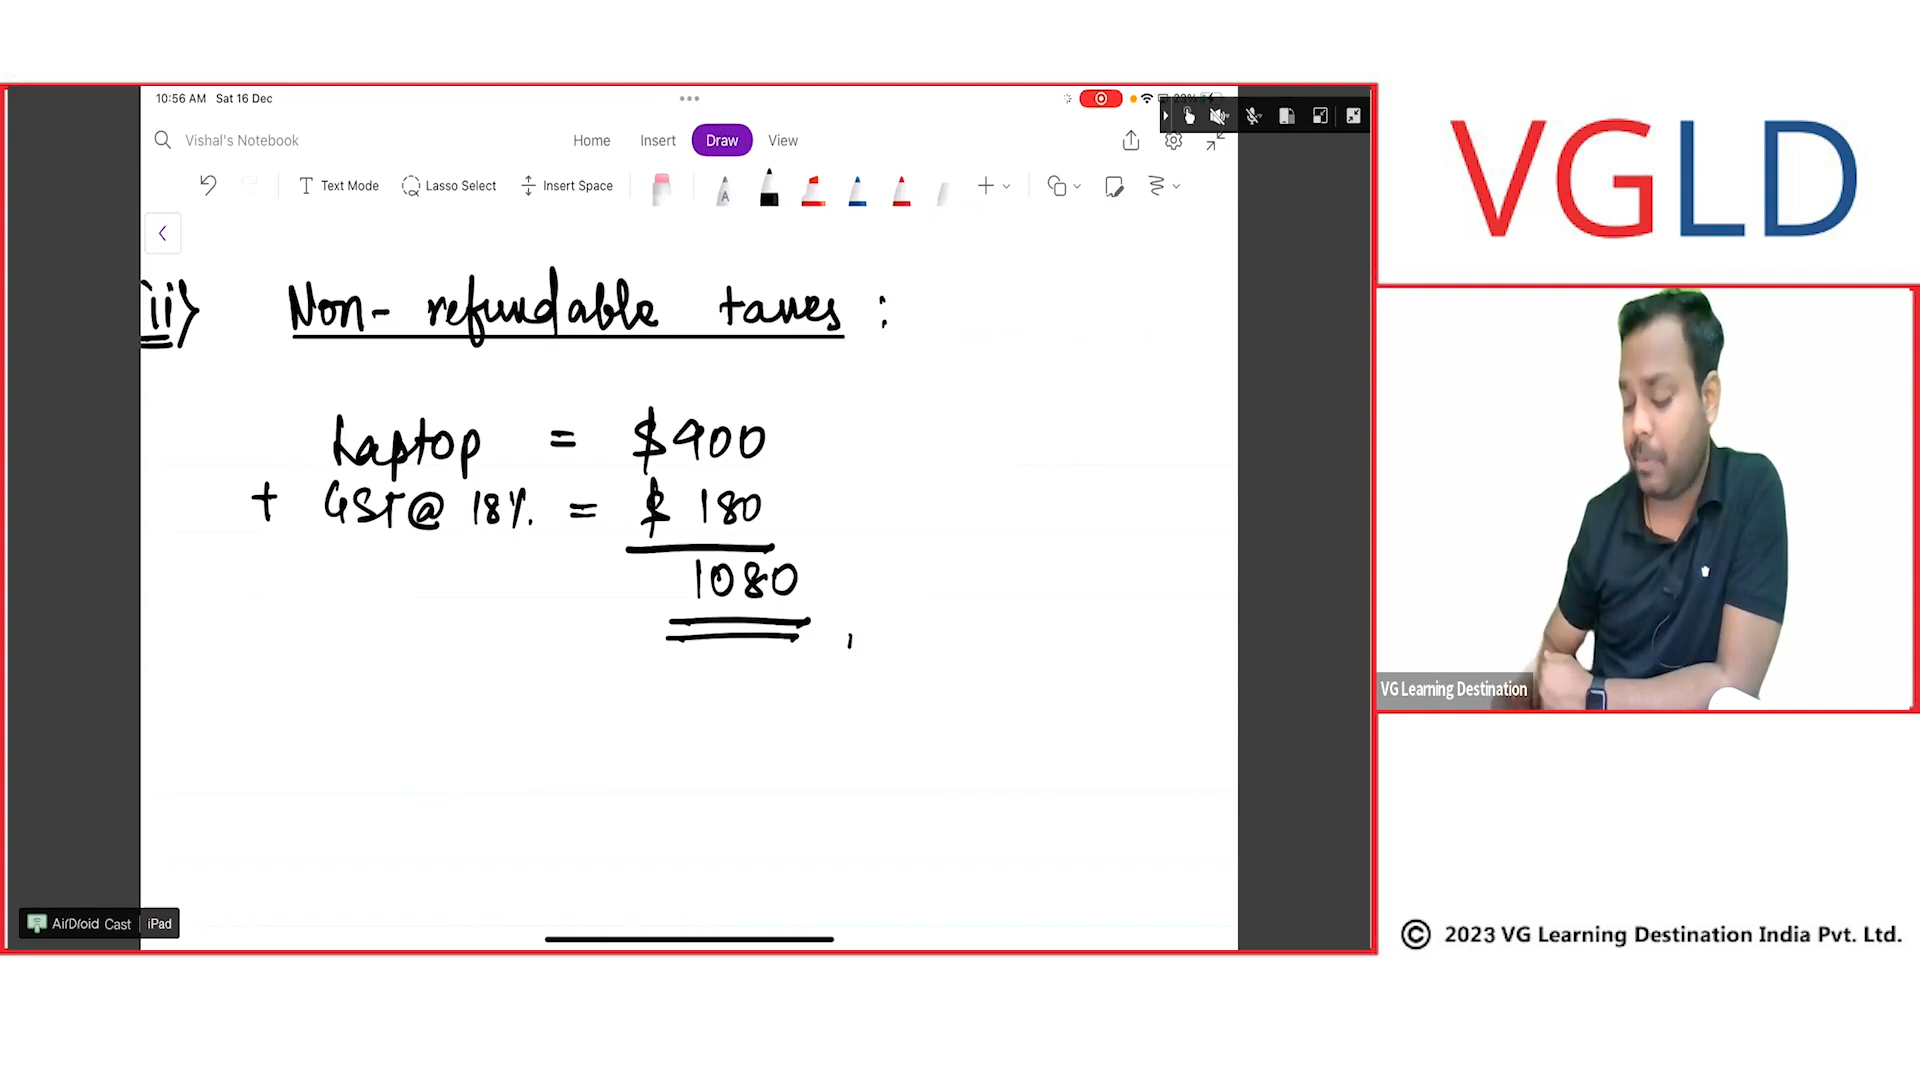 10:56 AM Sat 16 Dec
23%
Vishal's Notebook
Home Insert Draw View
Text Mode Lasso Select Insert Space
A
ii)
Non-refundable taxes :
Laptop = $900
+ GST@ 18% = $ 180
1080
AirDroid Cast iPad
VGLD
VG Learning Destination
© 2023 VG Learning Destination India Pvt. Ltd.